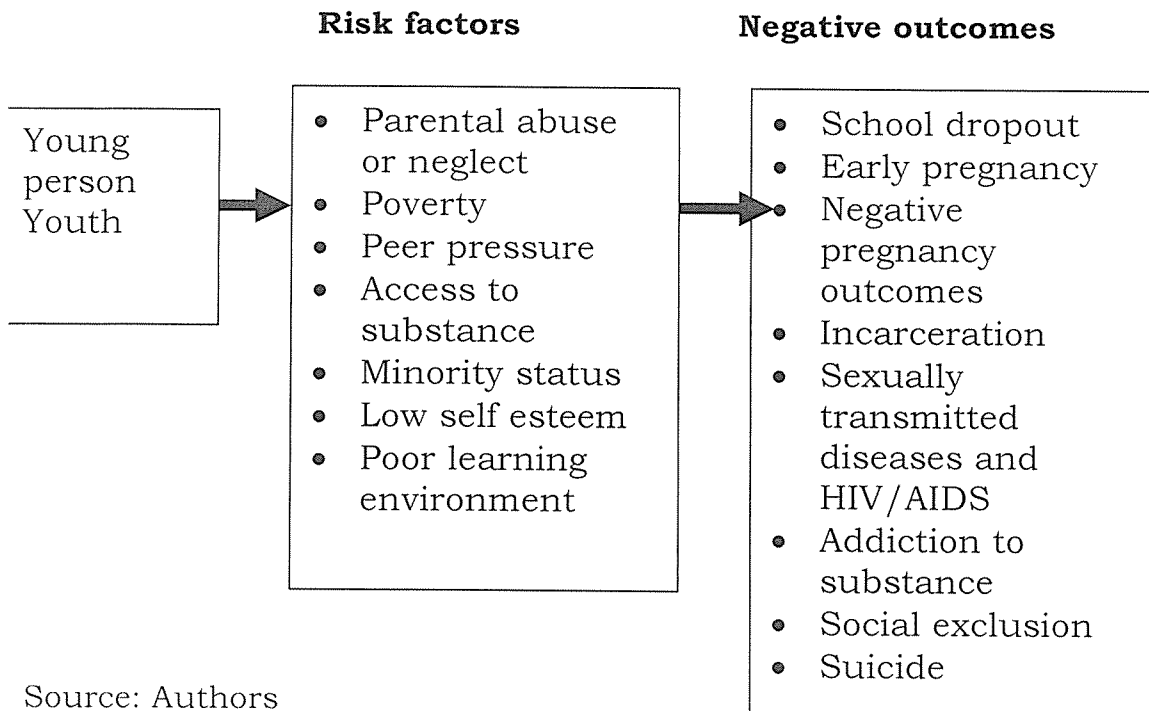 Risk factors
Negative outcomes
Young
person
Youth
• Parental abuse
or neglect
• Poverty
• Peer pressure
• Access to
substance
• Minority status
• Low self esteem
• Poor learning
environment
• School dropout
• Early pregnancy
• Negative
pregnancy
outcomes
• Incarceration
• Sexually
transmitted
diseases and
HIV/AIDS
• Addiction to
substance
• Social exclusion
• Suicide
Source: Authors